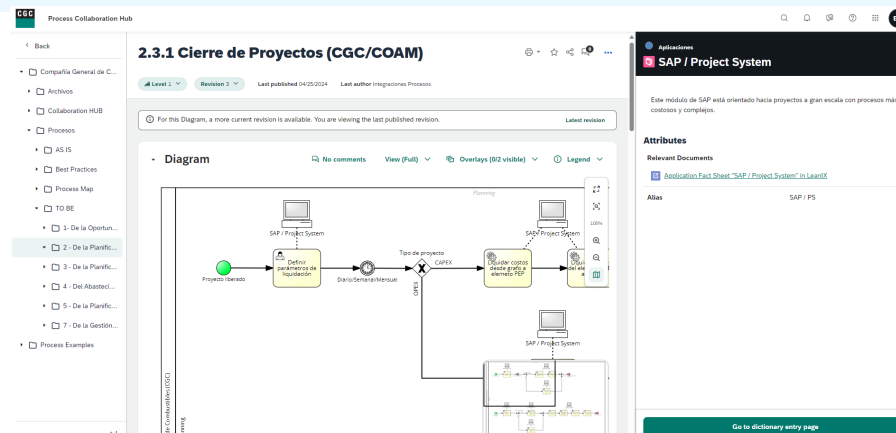 CGC
Process Collaboration Hub
Back
Compañía General de C...
Archivos
Collaboration HUB
Procesos
AS IS
Best Practices
Process Map
TO BE
1- De la Oportun...
2 - De la Planific...
3 - De la Planific...
4 - Del Abasteci...
5 - De la Planific...
7 - De la Gestión...
Process Examples
2.3.1 Cierre de Proyectos (CGC/COAM)
Level 1
Revision 3
Last published 04/25/2024
Last author Integraciones Procesos
For this Diagram, a more current revision is available. You are viewing the last published revision.
Latest revision
Diagram
No comments
View (Full)
Overlays (0/2 visible)
Legend
Planning
100%
SAP / Project System
SAP / Project System
Proyecto liberado
Definir
parámetros de
liquidación
Diario/Semanal/Mensual
Tipo de proyecto
CAPEX
OPEX
Liquidar costos
desde grafo a
elemeto PEP
SAP / Project System
de Combustibles(CGC)
Aplicaciones
SAP / Project System
Este módulo de SAP está orientado hacia proyectos a gran escala con procesos más
costosos y complejos.
Attributes
Relevant Documents
Application Fact Sheet "SAP / Project System" in LeanIX
Alias
SAP / PS
Go to dictionary entry page